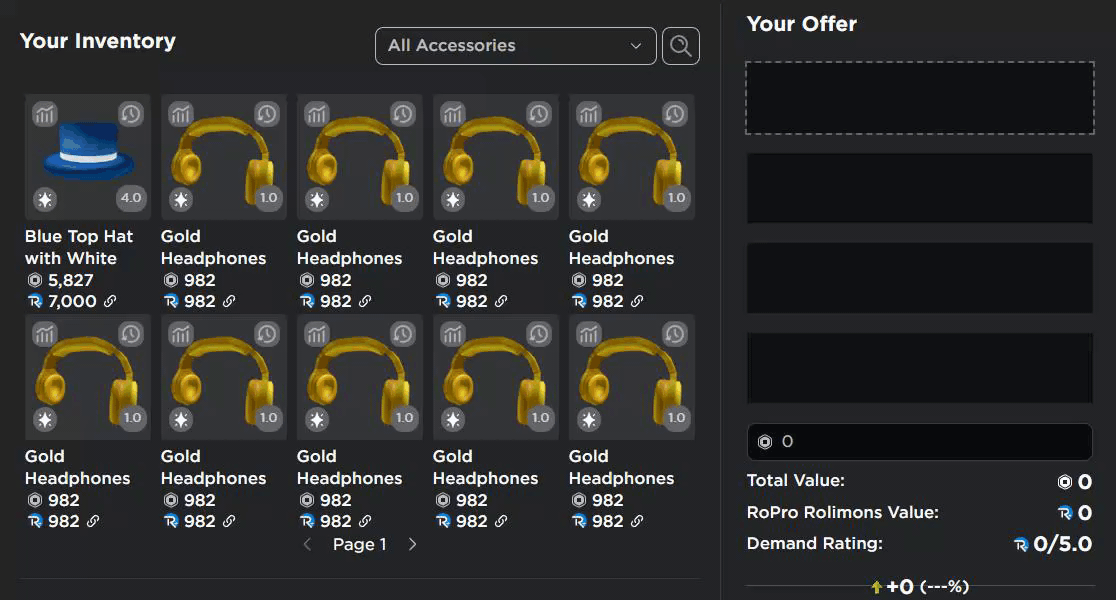 Your Inventory
All Accessories
4.0
1.0
1.0
1.0
1.0
Blue Top Hat
with White
5,827
7,000
Gold
Headphones
982
982
Gold
Headphones
982
982
Gold
Headphones
982
982
Gold
Headphones
982
982
1.0
1.0
1.0
1.0
1.0
Gold
Headphones
982
982
Gold
Headphones
982
982
Gold
Headphones
982
982
Gold
Headphones
982
982
Gold
Headphones
982
982
Page 1
Your Offer
0
Total Value: 0
RoPro Rolimons Value: 0
Demand Rating: 0/5.0
+0 (---%)